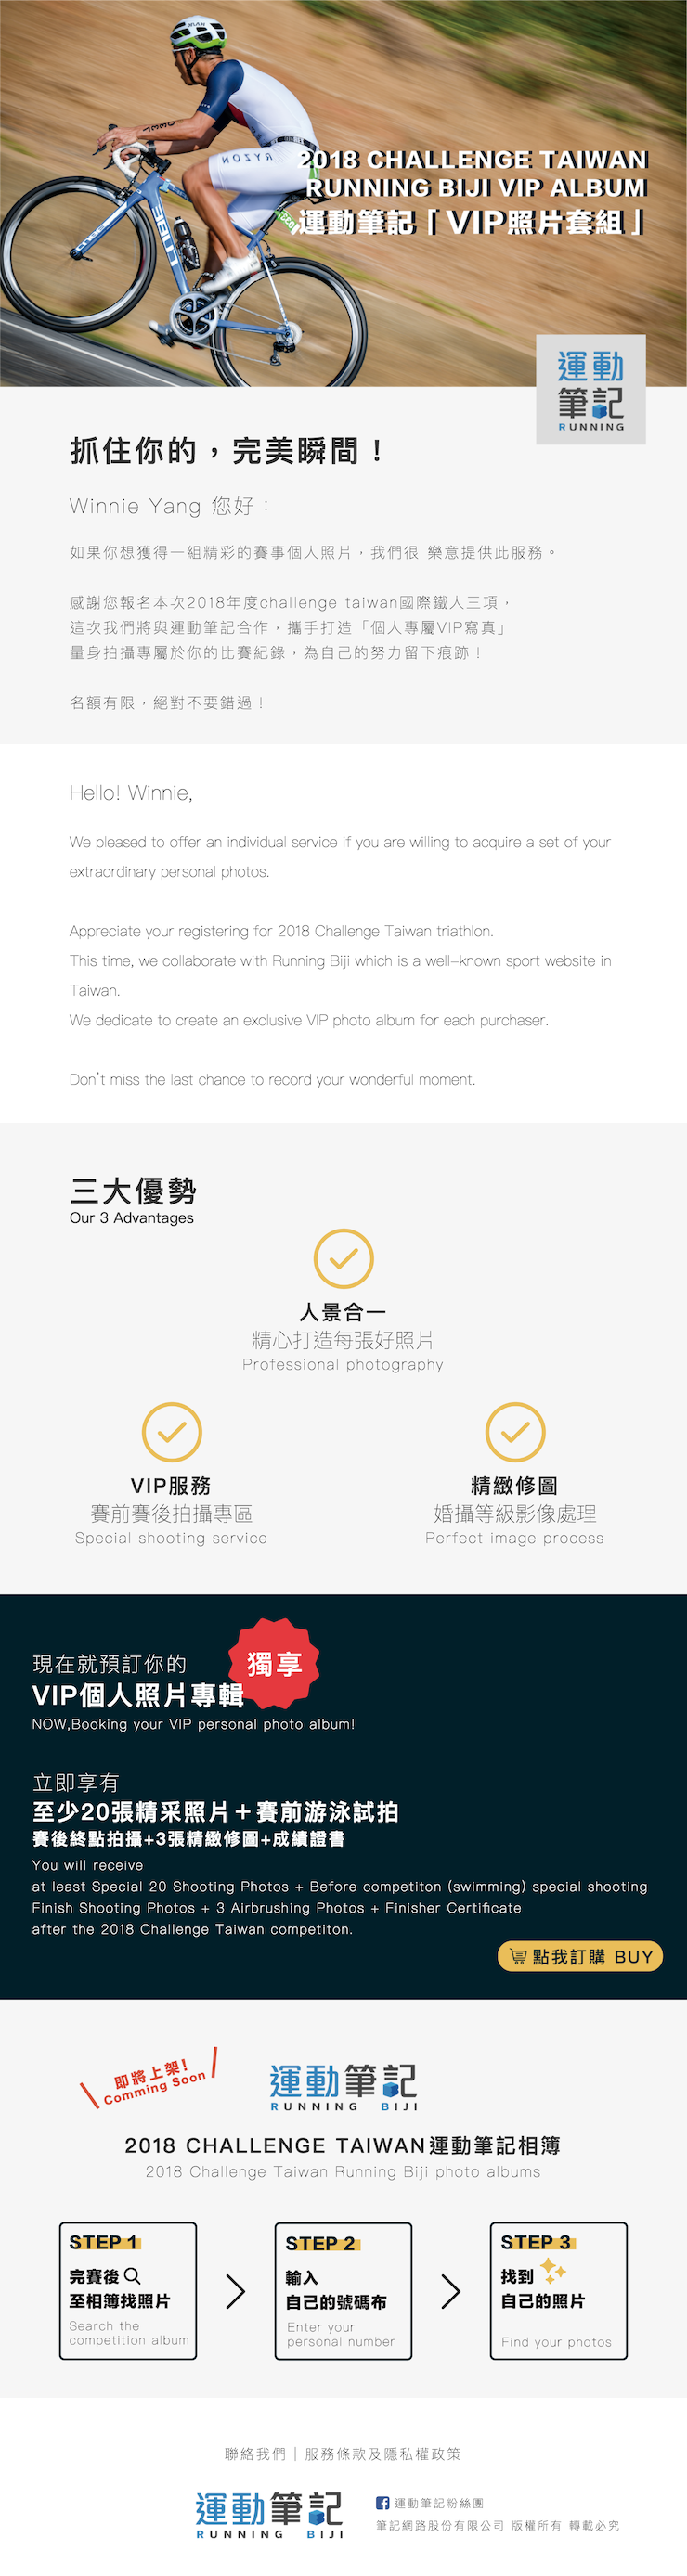 2018 CHALLENGE TAIWAN
RUNNING BIJI VIP ALBUM
運動筆記「VIP照片套組」
運動
筆記
RUNNING
抓住你的，完美瞬間！
Winnie Yang 您好：
如果你想獲得一組精彩的賽事個人照片，我們很 樂意提供此服務。
感謝您報名本次2018年度challenge taiwan國際鐵人三項，
這次我們將與運動筆記合作，攜手打造「個人專屬VIP寫真」
量身拍攝專屬於你的比賽紀錄，為自己的努力留下痕跡！
名額有限，絕對不要錯過！
Hello! Winnie,
We pleased to offer an individual service if you are willing to acquire a set of your
extraordinary personal photos.
Appreciate your registering for 2018 Challenge Taiwan triathlon.
This time, we collaborate with Running Biji which is a well-known sport website in
Taiwan.
We dedicate to create an exclusive VIP photo album for each purchaser.
Don't miss the last chance to record your wonderful moment.
三大優勢
Our 3 Advantages
人景合一
精心打造每張好照片
Professional photography
VIP服務
賽前賽後拍攝專區
Special shooting service
精緻修圖
婚攝等級影像處理
Perfect image process
現在就預訂你的
獨享
VIP個人照片專輯
NOW,Booking your VIP personal photo album!
立即享有
至少20張精采照片＋賽前游泳試拍
賽後終點拍攝+3張精緻修圖+成績證書
You will receive
at least Special 20 Shooting Photos + Before competiton (swimming) special shooting
Finish Shooting Photos + 3 Airbrushing Photos + Finisher Certificate
after the 2018 Challenge Taiwan competiton.
點我訂購 BUY
即將上架!
Comming Soon
運動筆記
RUNNING BIJI
2018 CHALLENGE TAIWAN運動筆記相簿
2018 Challenge Taiwan Running Biji photo albums
STEP 1
完賽後
至相簿找照片
Search the
competition album
STEP 2
輸入
自己的號碼布
Enter your
personal number
STEP 3
找到
自己的照片
Find your photos
聯絡我們｜服務條款及隱私權政策
運動筆記
RUNNING BIJI
運動筆記粉絲團
筆記網路股份有限公司 版權所有 轉載必究